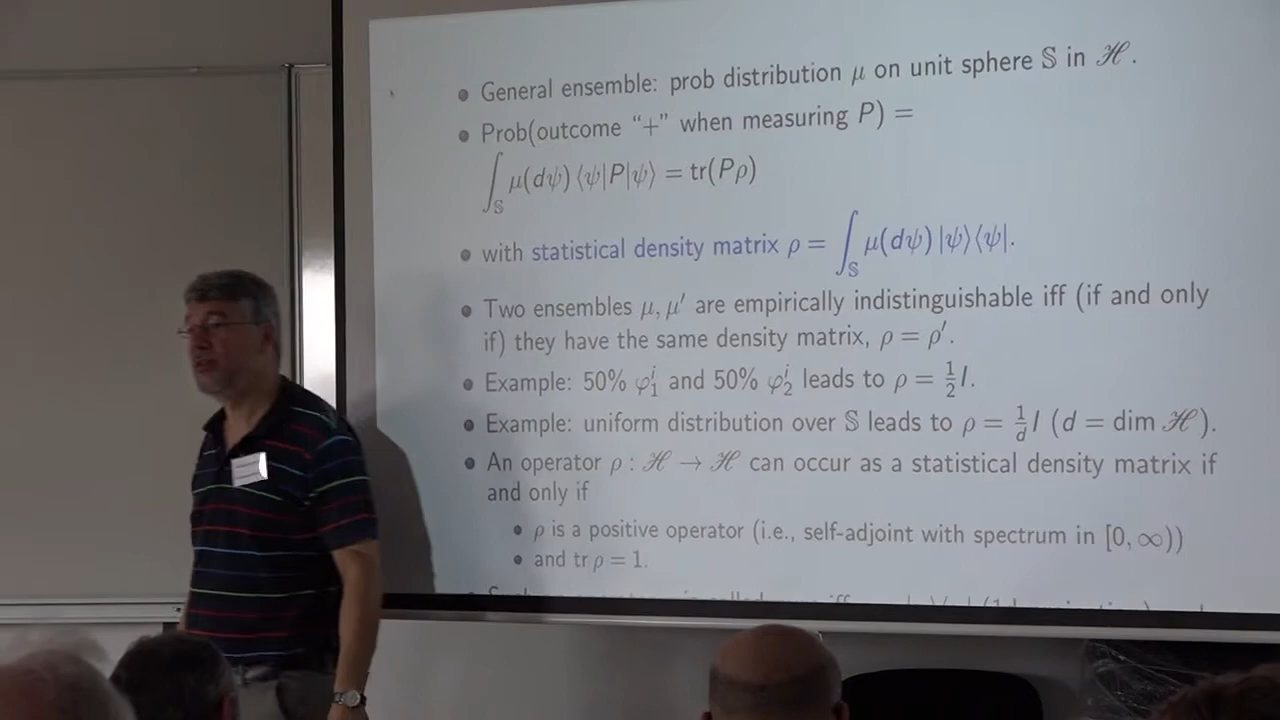 • General ensemble: prob distribution μ on unit sphere 𝕊 in ℋ.
• Prob(outcome “+” when measuring P) =
∫_𝕊 μ(dψ) ⟨ψ|P|ψ⟩ = tr(Pρ)
• with statistical density matrix ρ = ∫_𝕊 μ(dψ) |ψ⟩⟨ψ|.
• Two ensembles μ, μ′ are empirically indistinguishable iff (if and only
if) they have the same density matrix, ρ = ρ′.
• Example: 50% φ₁ⁱ and 50% φ₂ⁱ leads to ρ = ½I.
• Example: uniform distribution over 𝕊 leads to ρ = 1/d I (d = dim ℋ).
• An operator ρ : ℋ → ℋ can occur as a statistical density matrix if
and only if
• ρ is a positive operator (i.e., self-adjoint with spectrum in [0, ∞))
• and tr ρ = 1.